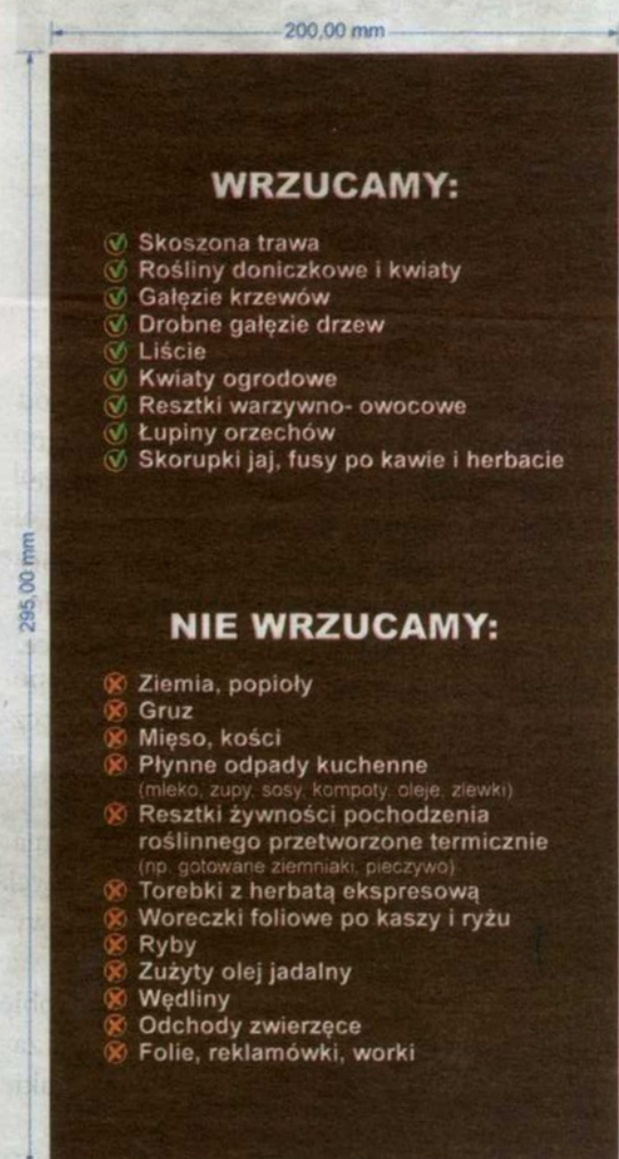 200,00 mm
295,00 mm
WRZUCAMY:
Skoszona trawa
Rośliny doniczkowe i kwiaty
Gałęzie krzewów
Drobne gałęzie drzew
Liście
Kwiaty ogrodowe
Resztki warzywno- owocowe
Łupiny orzechów
Skorupki jaj, fusy po kawie i herbacie
NIE WRZUCAMY:
Ziemia, popioły
Gruz
Mięso, kości
Płynne odpady kuchenne
(mleko, zupy, sosy, kompoty, oleje, zlewki)
Resztki żywności pochodzenia
roślinnego przetworzone termicznie
(np. gotowane ziemniaki, pieczywo)
Torebki z herbatą ekspresową
Woreczki foliowe po kaszy i ryżu
Ryby
Zużyty olej jadalny
Wędliny
Odchody zwierzęce
Folie, reklamówki, worki